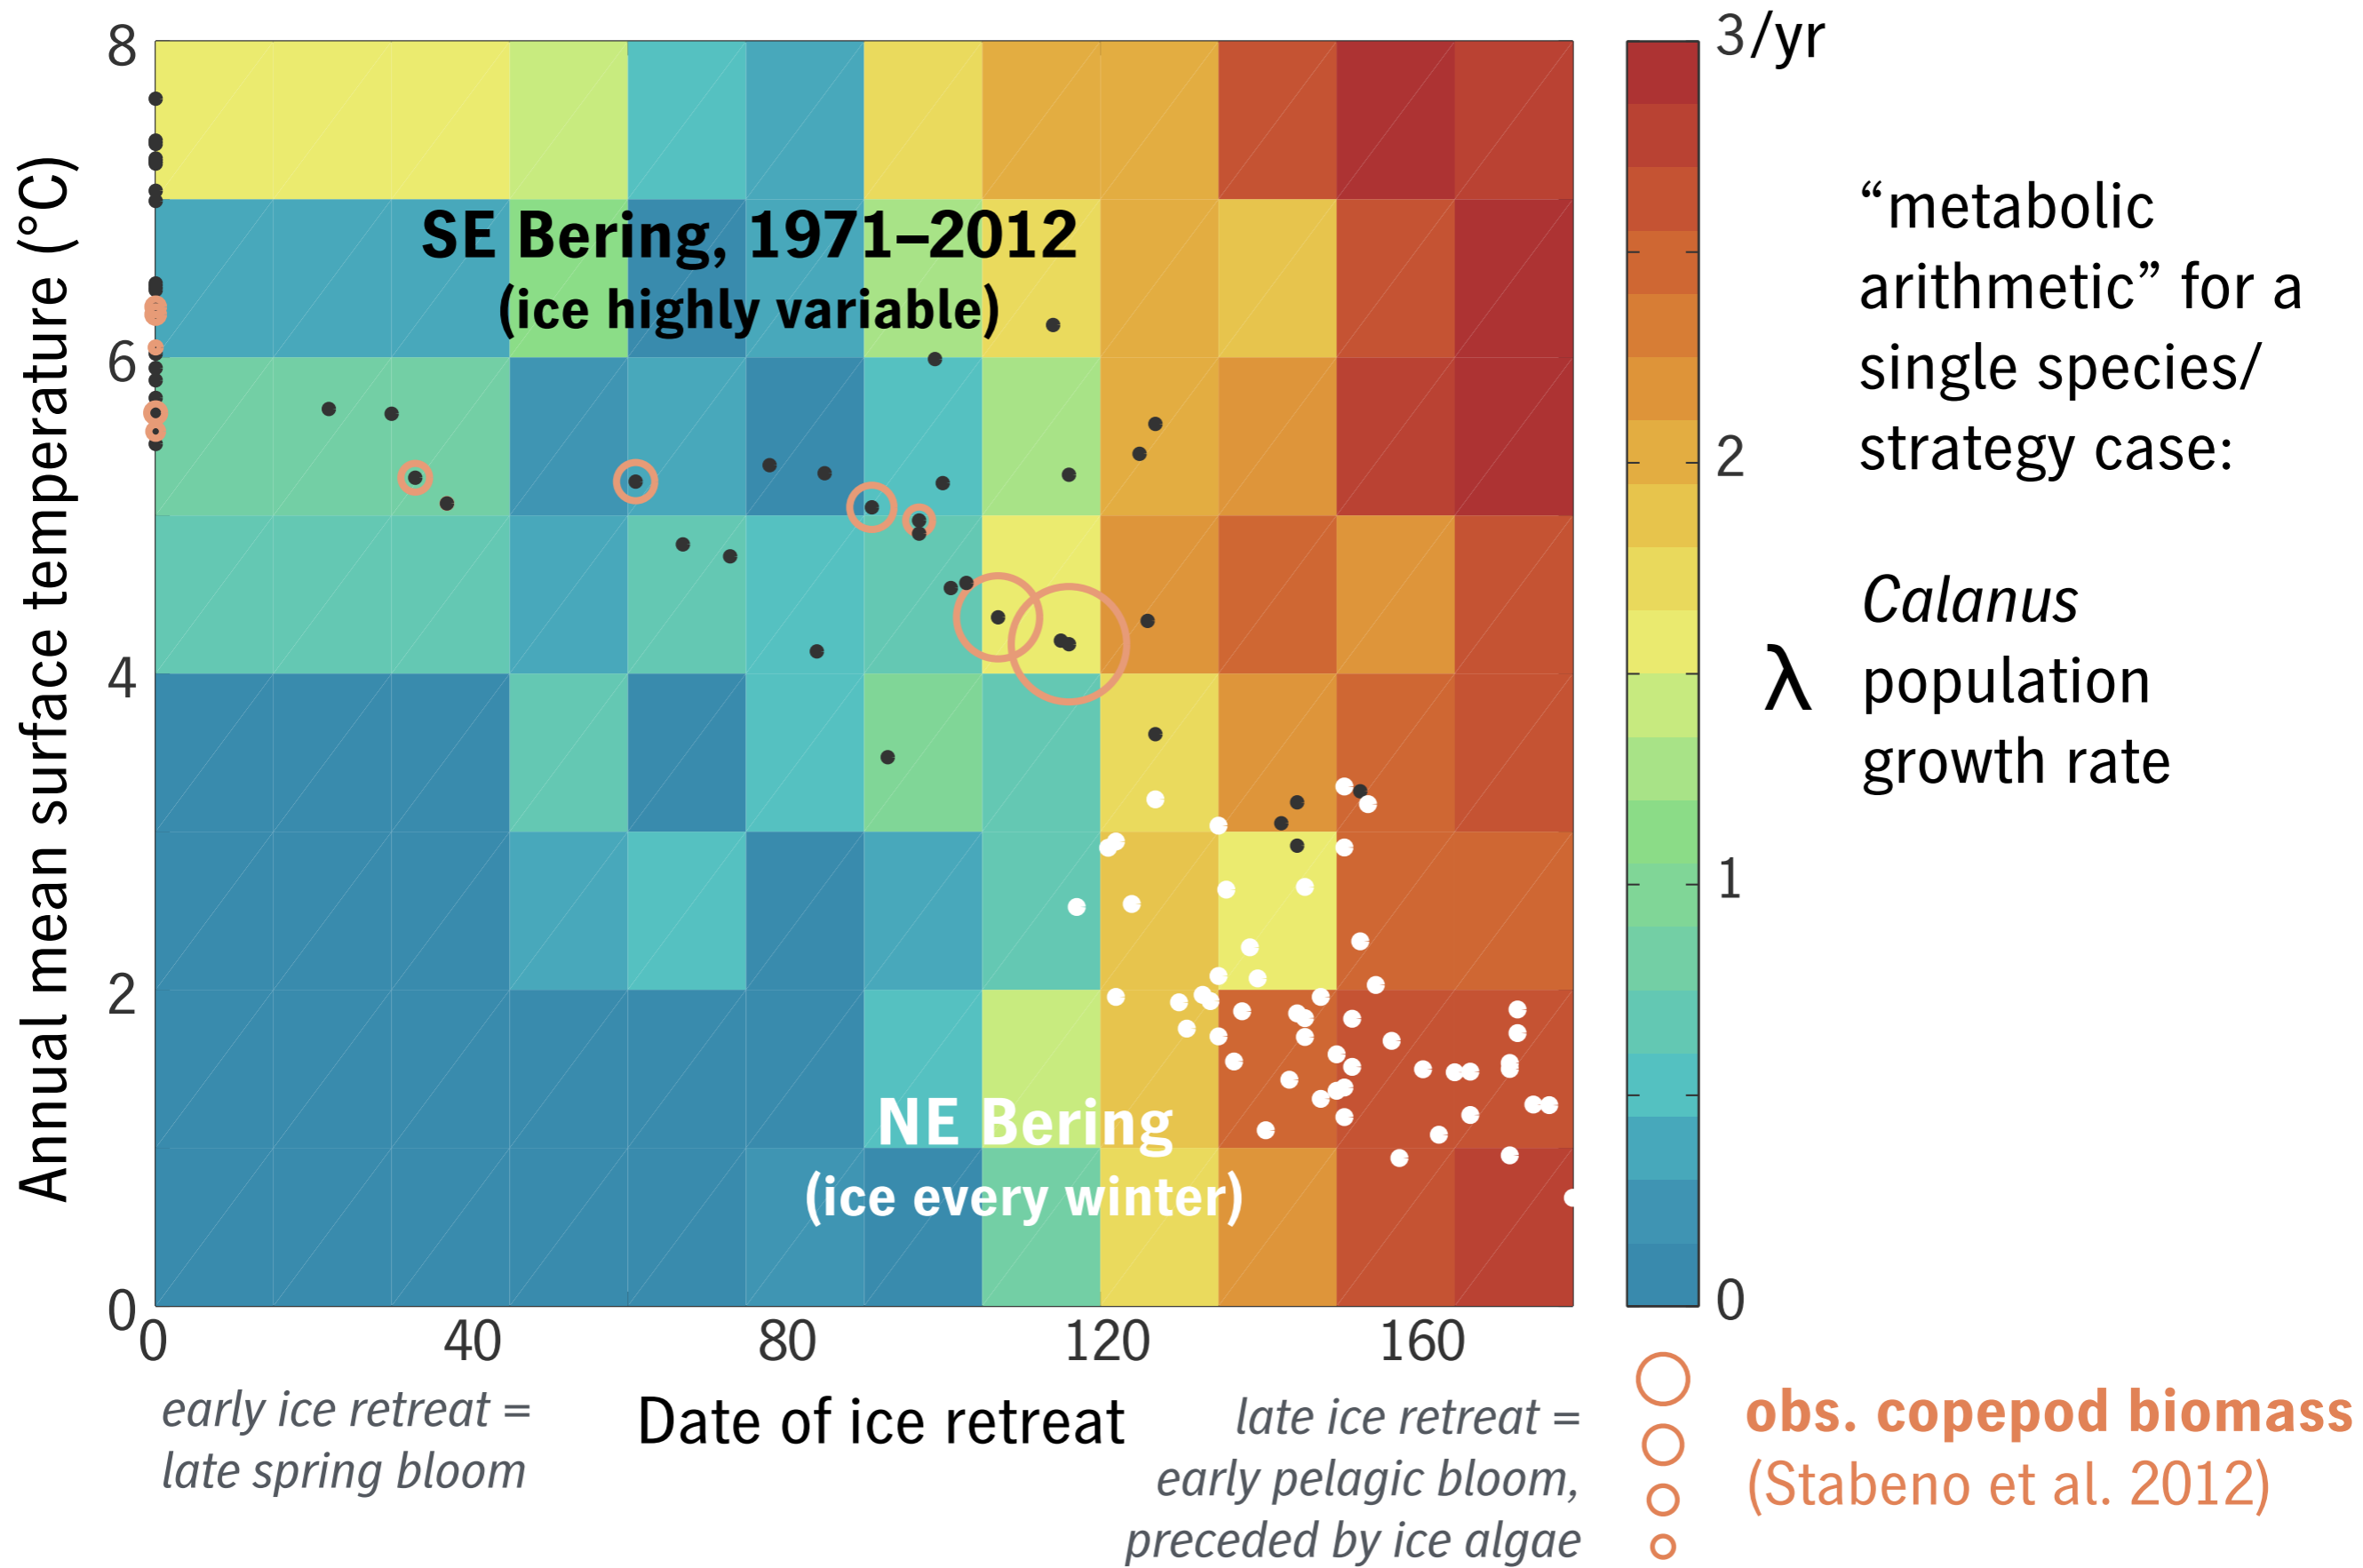 8
6
4
2
0
Annual mean surface temperature (°C)
SE Bering, 1971–2012
(ice highly variable)
NE Bering
(ice every winter)
0
40
80
120
160
Date of ice retreat
early ice retreat =
late spring bloom
late ice retreat =
early pelagic bloom,
preceded by ice algae
3/yr
2
1
0
λ
“metabolic
arithmetic” for a
single species/
strategy case:
Calanus
population
growth rate
obs. copepod biomass
(Stabeno et al. 2012)